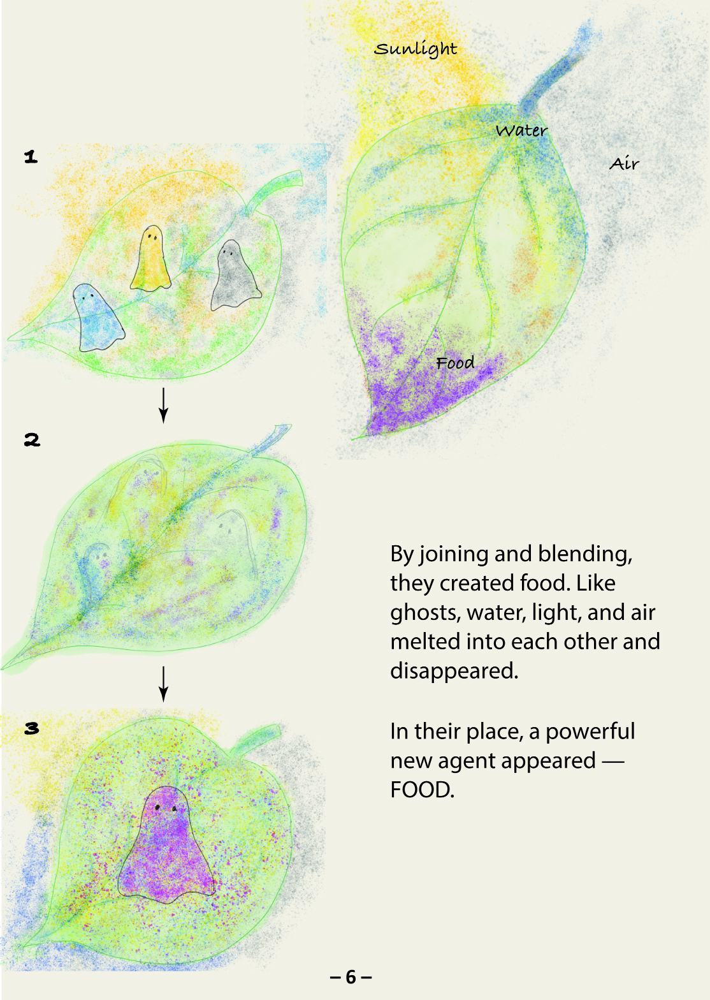 Sunlight
Water
Air
Food
1
2
3
By joining and blending,
they created food. Like
ghosts, water, light, and air
melted into each other and
disappeared.
In their place, a powerful
new agent appeared —
FOOD.
– 6 –